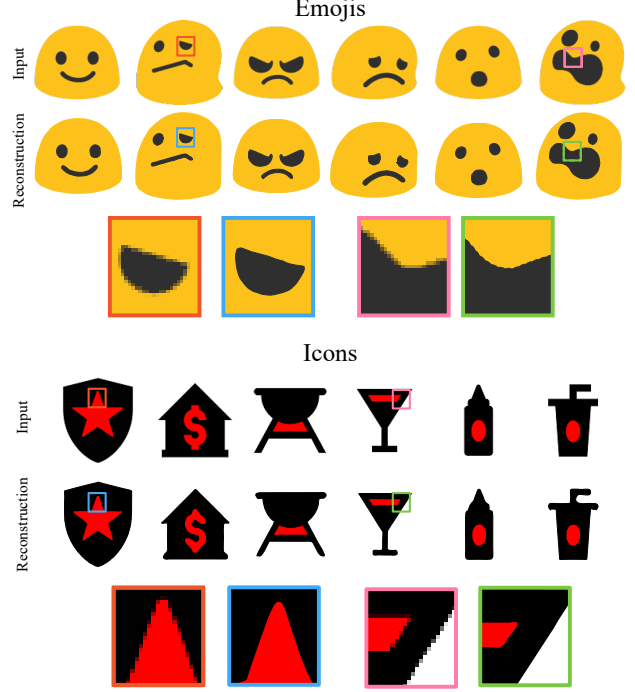 Emojis
Input
Reconstruction
Icons
Input
$
Reconstruction
$